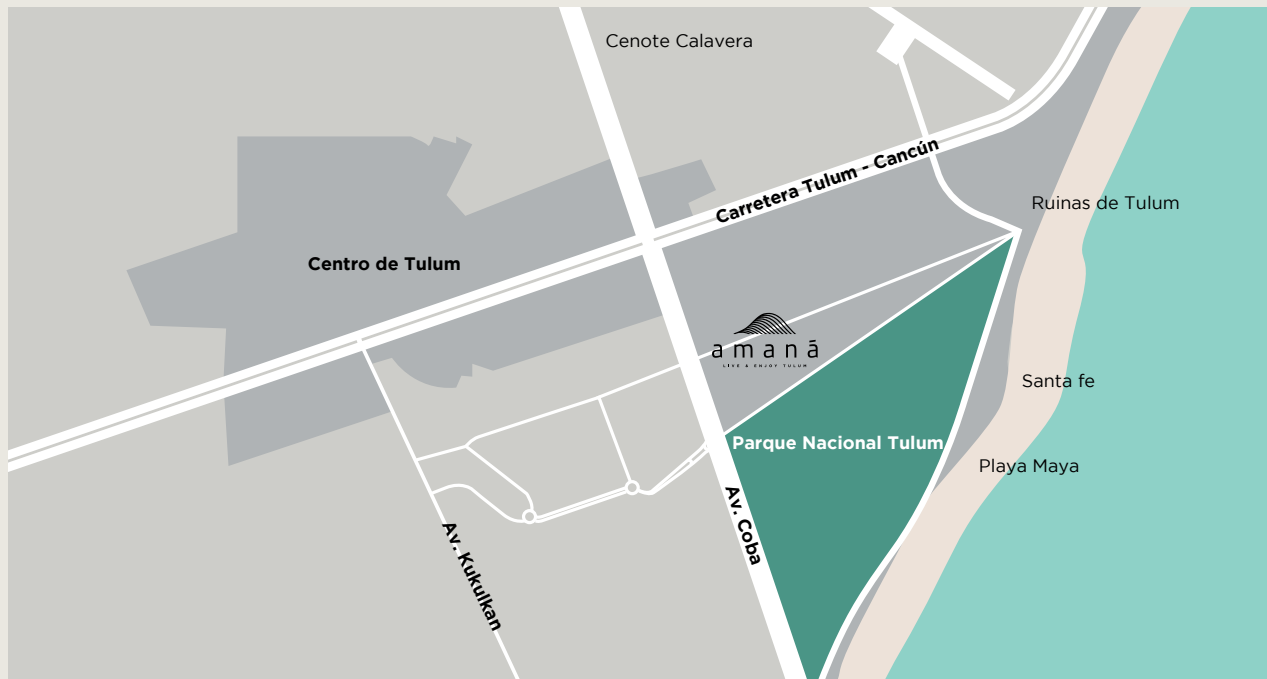 Cenote Calavera
Carretera Tulum - Cancún
Ruinas de Tulum
Centro de Tulum
amanā
LIVE & ENJOY TULUM
Santa fe
Parque Nacional Tulum
Playa Maya
Av. Coba
Av. Kukulkan